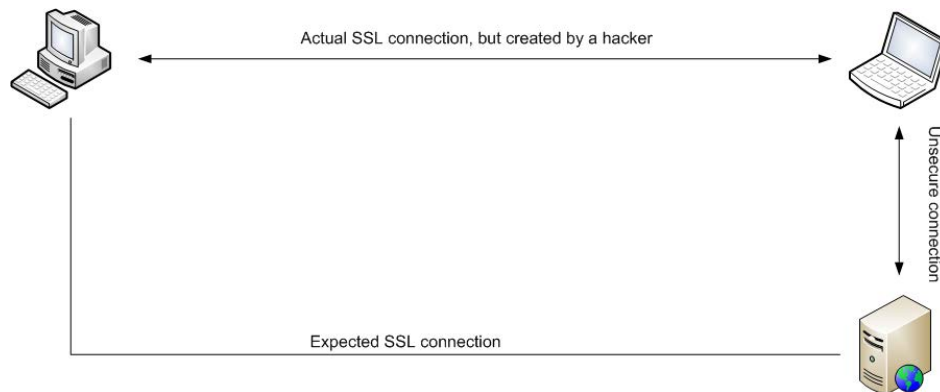 Actual SSL connection, but created by a hacker
Unsecure connection
Expected SSL connection